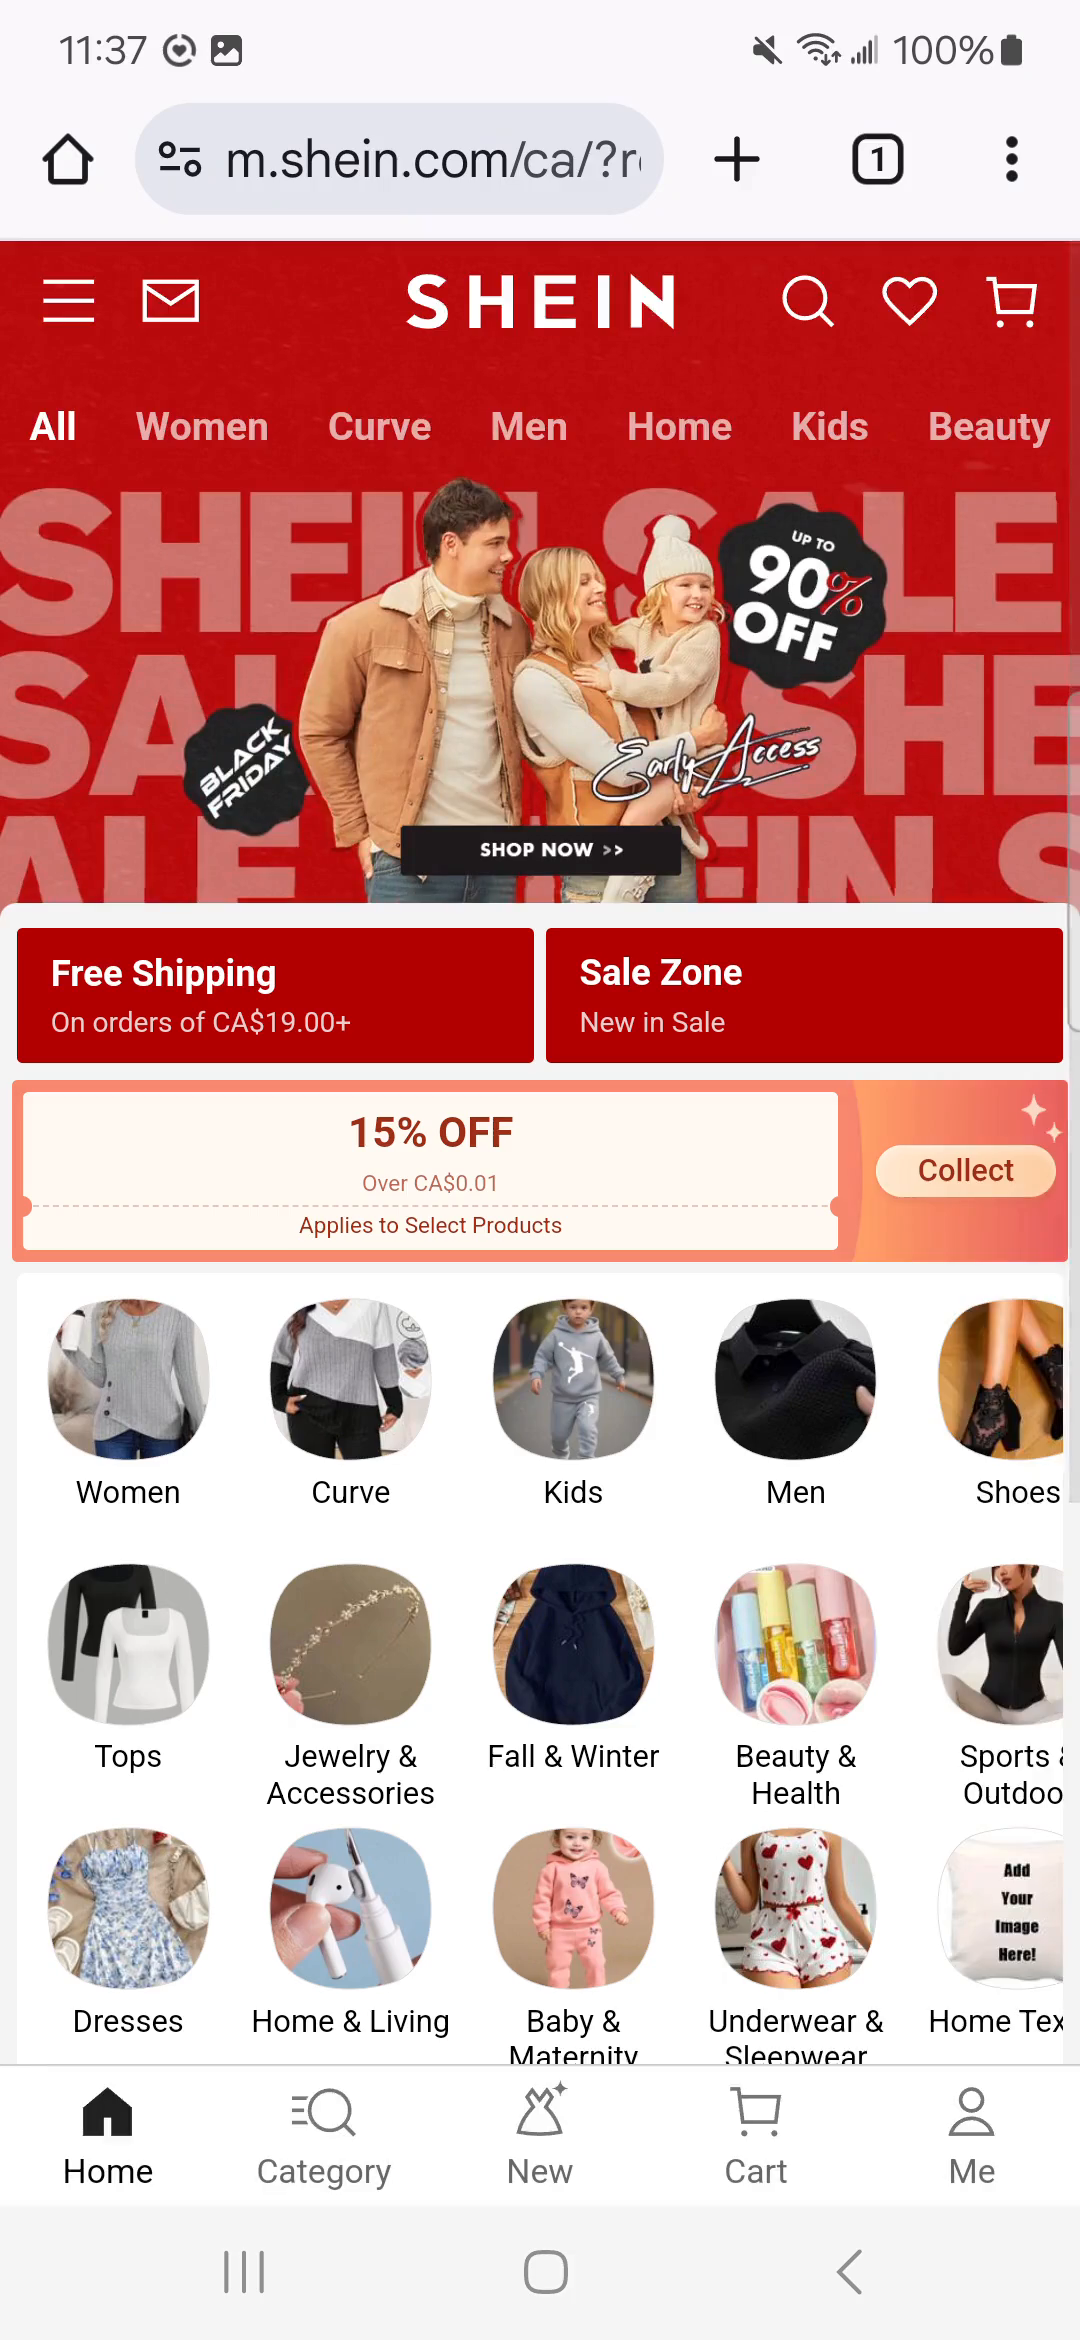 11:37
100%
m.shein.com/ca/?r
1
SHEIN
All Women Curve Men Home Kids Beauty
SHEIN SALE
UP TO
90%
OFF
BLACK
FRIDAY
Early Access
SHOP NOW >>
Free Shipping
On orders of CA$19.00+
Sale Zone
New in Sale
15% OFF
Over CA$0.01
Applies to Select Products
Collect
Women Curve Kids Men Shoes
Tops Jewelry & Fall & Winter Beauty & Sports &
Accessories Health Outdoo
Add
Your
Image
Here!
Dresses Home & Living Baby & Underwear & Home Tex
Maternity Sleepwear
Home Category New Cart Me